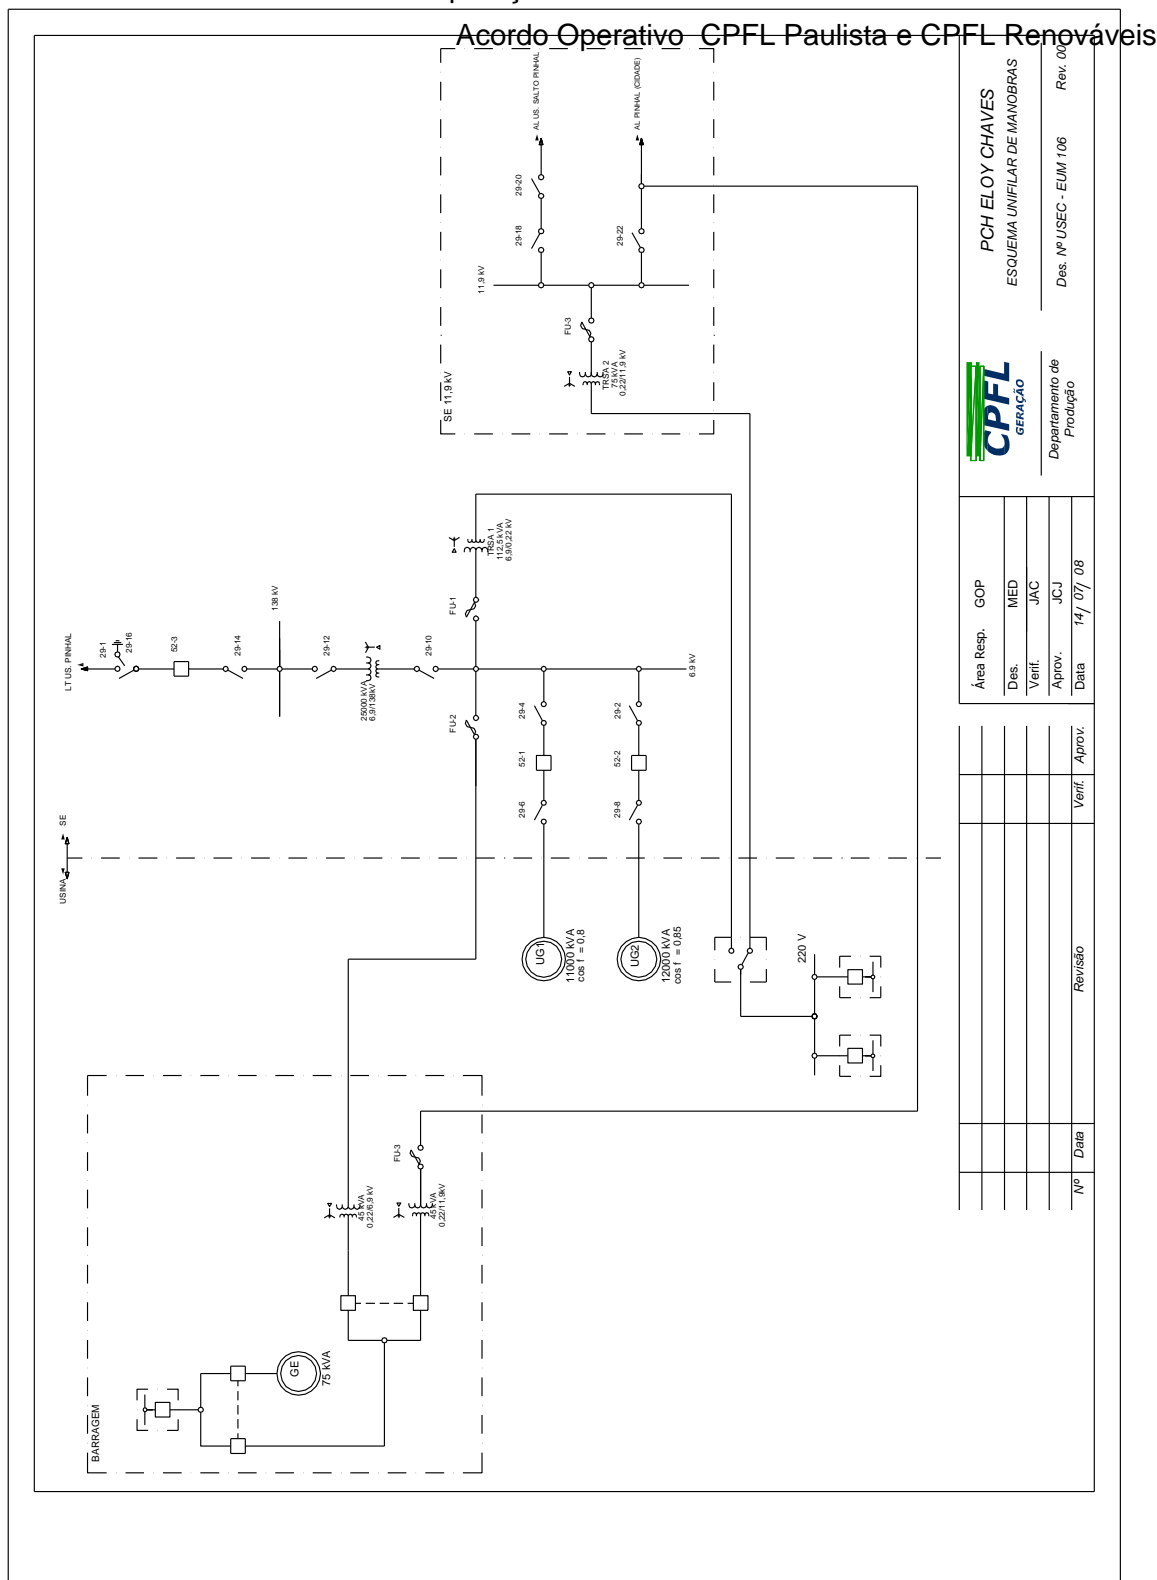 Acordo Operativo CPFL Paulista e CPFL Renováveis
AL US. SALTO PINHAL
AL PINHAL (CIDADE)
29-20
29-18
29-22
11,9 kV
FU-3
TRSA 2
75 kVA
0,22/11,9 kV
SE 11,9 kV
LT US. PINHAL
29-1
29-16
52-3
29-14
138 kV
29-12
25000 kVA
6,9/138kV
29-10
FU-1
TRSA 1
112,5 kVA
6,9/0,22 kV
FU-2
6,9 kV
29-4
52-1
29-6
29-2
52-2
29-8
USINA
SE
UG1
11000 kVA
cos f = 0,8
UG2
12000 kVA
cos f = 0,85
220 V
BARRAGEM
45 kVA
0,22/6,9 kV
FU-3
45 kVA
0,22/11,9kV
GE
75 kVA
PCH ELOY CHAVES
ESQUEMA UNIFILAR DE MANOBRAS
Des. Nº USEC - EUM 106
Rev. 00
CPFL
GERAÇÃO
Departamento de
Produção
Área Resp. GOP
Des. MED
Verif. JAC
Aprov. JCJ
Data 14/ 07/ 08
Nº Data Revisão Verif. Aprov.